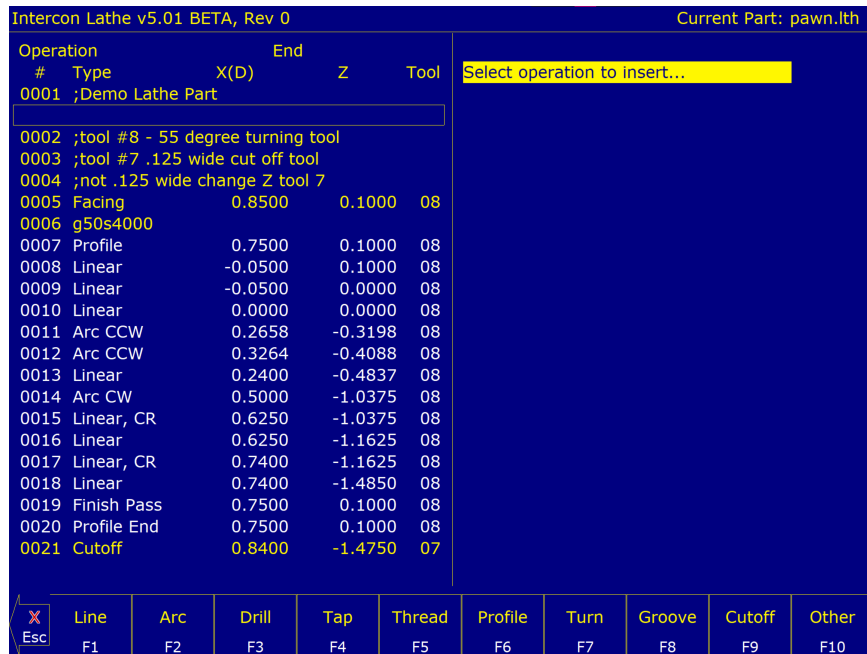 Intercon Lathe v5.01 BETA, Rev 0 Current Part: pawn.lth
Operation End
# Type X(D) Z Tool
Select operation to insert...
0001 ;Demo Lathe Part
0002 ;tool #8 - 55 degree turning tool
0003 ;tool #7 .125 wide cut off tool
0004 ;not .125 wide change Z tool 7
0005 Facing 0.8500 0.1000 08
0006 g50s4000
0007 Profile 0.7500 0.1000 08
0008 Linear -0.0500 0.1000 08
0009 Linear -0.0500 0.0000 08
0010 Linear 0.0000 0.0000 08
0011 Arc CCW 0.2658 -0.3198 08
0012 Arc CCW 0.3264 -0.4088 08
0013 Linear 0.2400 -0.4837 08
0014 Arc CW 0.5000 -1.0375 08
0015 Linear, CR 0.6250 -1.0375 08
0016 Linear 0.6250 -1.1625 08
0017 Linear, CR 0.7400 -1.1625 08
0018 Linear 0.7400 -1.4850 08
0019 Finish Pass 0.7500 0.1000 08
0020 Profile End 0.7500 0.1000 08
0021 Cutoff 0.8400 -1.4750 07
X Line Arc Drill Tap Thread Profile Turn Groove Cutoff Other
Esc F1 F2 F3 F4 F5 F6 F7 F8 F9 F10